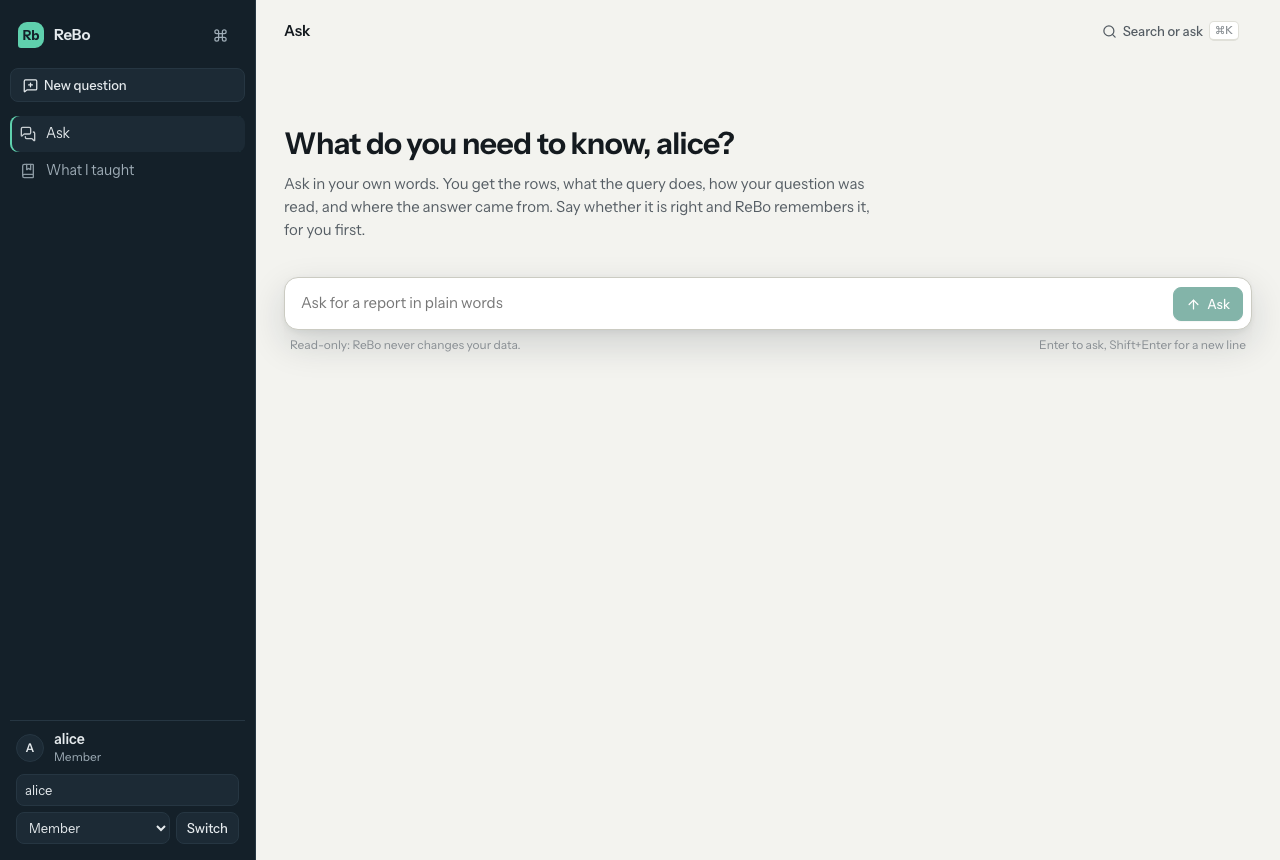 Rb ReBo ⌘
New question
Ask
What I taught
A alice
Member
alice
Member Switch
Ask
Search or ask ⌘K
What do you need to know, alice?
Ask in your own words. You get the rows, what the query does, how your question was
read, and where the answer came from. Say whether it is right and ReBo remembers it,
for you first.
Ask for a report in plain words
Ask
Read-only: ReBo never changes your data.
Enter to ask, Shift+Enter for a new line